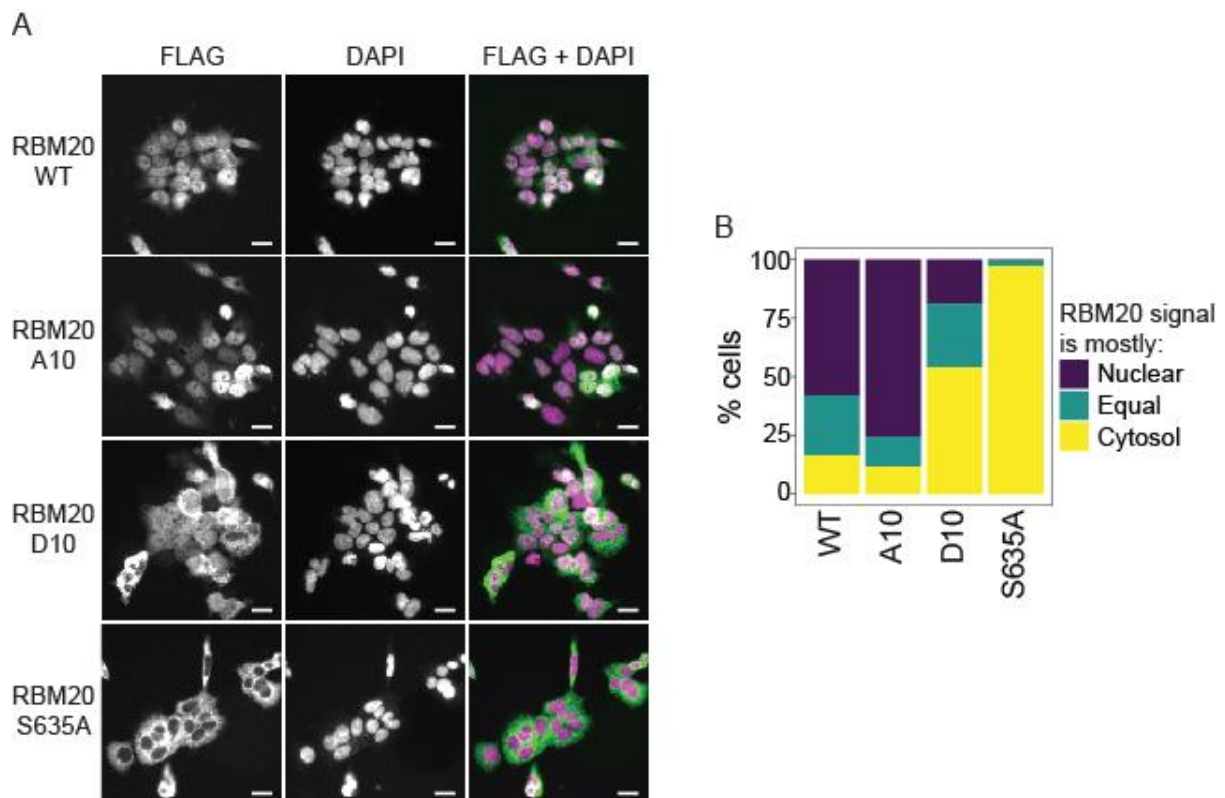 A
FLAG DAPI FLAG + DAPI
RBM20
WT
RBM20
A10
RBM20
D10
RBM20
S635A
B
100
75
50
25
0
% cells
WT A10 D10 S635A
RBM20 signal
is mostly:
Nuclear
Equal
Cytosol